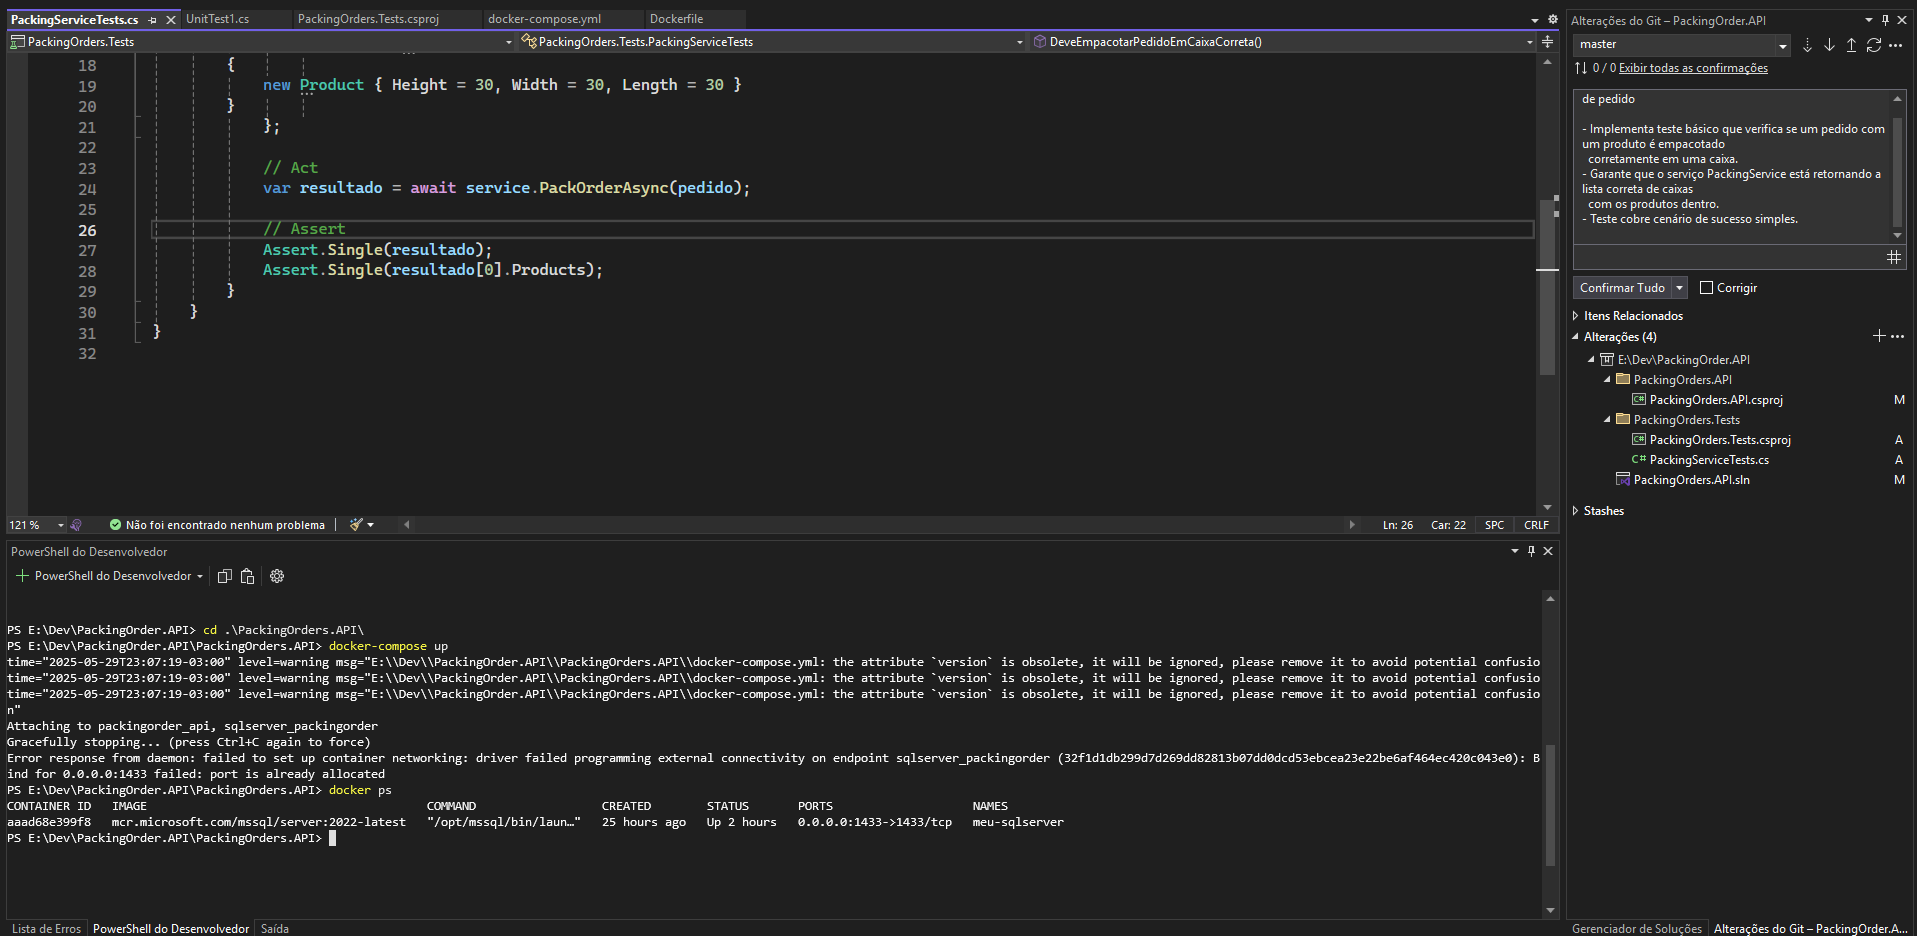 PackingServiceTests.cs UnitTest1.cs PackingOrders.Tests.csproj docker-compose.yml Dockerfile
PackingOrders.Tests PackingOrders.Tests.PackingServiceTests DeveEmpacotarPedidoEmCaixaCorreta()
18 {
19 new Product { Height = 30, Width = 30, Length = 30 }
20 }
21 };
22
23 // Act
24 var resultado = await service.PackOrderAsync(pedido);
25
26 // Assert
27 Assert.Single(resultado);
28 Assert.Single(resultado[0].Products);
29 }
30 }
31 }
32
121 % Não foi encontrado nenhum problema Ln: 26 Car: 22 SPC CRLF
PowerShell do Desenvolvedor
PowerShell do Desenvolvedor
PS E:\Dev\PackingOrder.API> cd .\PackingOrders.API\
PS E:\Dev\PackingOrder.API\PackingOrders.API> docker-compose up
time="2025-05-29T23:07:19-03:00" level=warning msg="E:\\Dev\\PackingOrder.API\\PackingOrders.API\\docker-compose.yml: the attribute `version` is obsolete, it will be ignored, please remove it to avoid potential confusio
time="2025-05-29T23:07:19-03:00" level=warning msg="E:\\Dev\\PackingOrder.API\\PackingOrders.API\\docker-compose.yml: the attribute `version` is obsolete, it will be ignored, please remove it to avoid potential confusio
time="2025-05-29T23:07:19-03:00" level=warning msg="E:\\Dev\\PackingOrder.API\\PackingOrders.API\\docker-compose.yml: the attribute `version` is obsolete, it will be ignored, please remove it to avoid potential confusio
n"
Attaching to packingorder_api, sqlserver_packingorder
Gracefully stopping... (press Ctrl+C again to force)
Error response from daemon: failed to set up container networking: driver failed programming external connectivity on endpoint sqlserver_packingorder (32f1d1db299d7d269dd82813b07dd0dcd53ebcea23e22be6af464ec420c043e0): B
ind for 0.0.0.0:1433 failed: port is already allocated
PS E:\Dev\PackingOrder.API\PackingOrders.API> docker ps
CONTAINER ID IMAGE COMMAND CREATED STATUS PORTS NAMES
aaad68e399f8 mcr.microsoft.com/mssql/server:2022-latest "/opt/mssql/bin/laun…" 25 hours ago Up 2 hours 0.0.0.0:1433->1433/tcp meu-sqlserver
PS E:\Dev\PackingOrder.API\PackingOrders.API>
Lista de Erros PowerShell do Desenvolvedor Saída
Alterações do Git – PackingOrder.API
master
0 / 0 Exibir todas as confirmações
de pedido
- Implementa teste básico que verifica se um pedido com
um produto é empacotado
corretamente em uma caixa.
- Garante que o serviço PackingService está retornando a
lista correta de caixas
com os produtos dentro.
- Teste cobre cenário de sucesso simples.
Confirmar Tudo Corrigir
Itens Relacionados
Alterações (4)
E:\Dev\PackingOrder.API
PackingOrders.API
PackingOrders.API.csproj M
PackingOrders.Tests
PackingOrders.Tests.csproj A
PackingServiceTests.cs A
PackingOrders.API.sln M
Stashes
Gerenciador de Soluções Alterações do Git – PackingOrder.A...